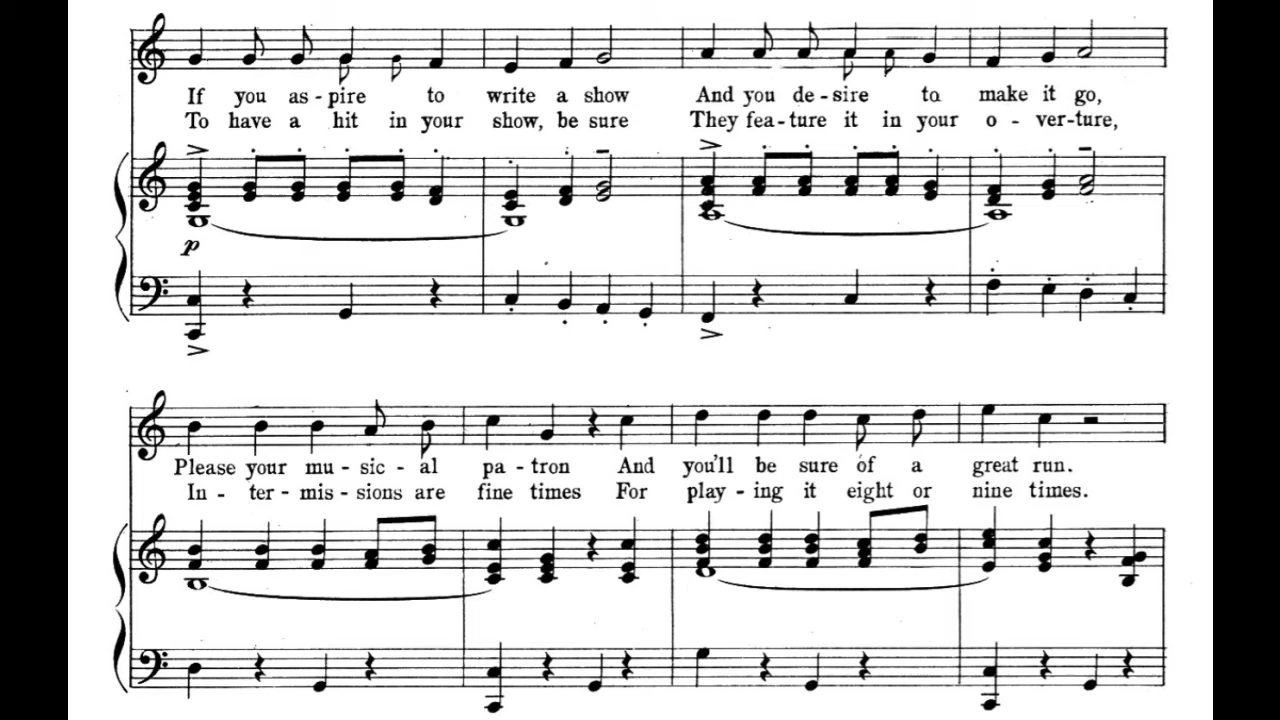 If you as - pire to write a show And you de - sire to make it go,
To have a hit in your show, be sure They fea - ture it in your o - ver - ture,
p
Please your mu - sic - al pa - tron And you'll be sure of a great run.
In - ter - mis - sions are fine times For play - ing it eight or nine times.